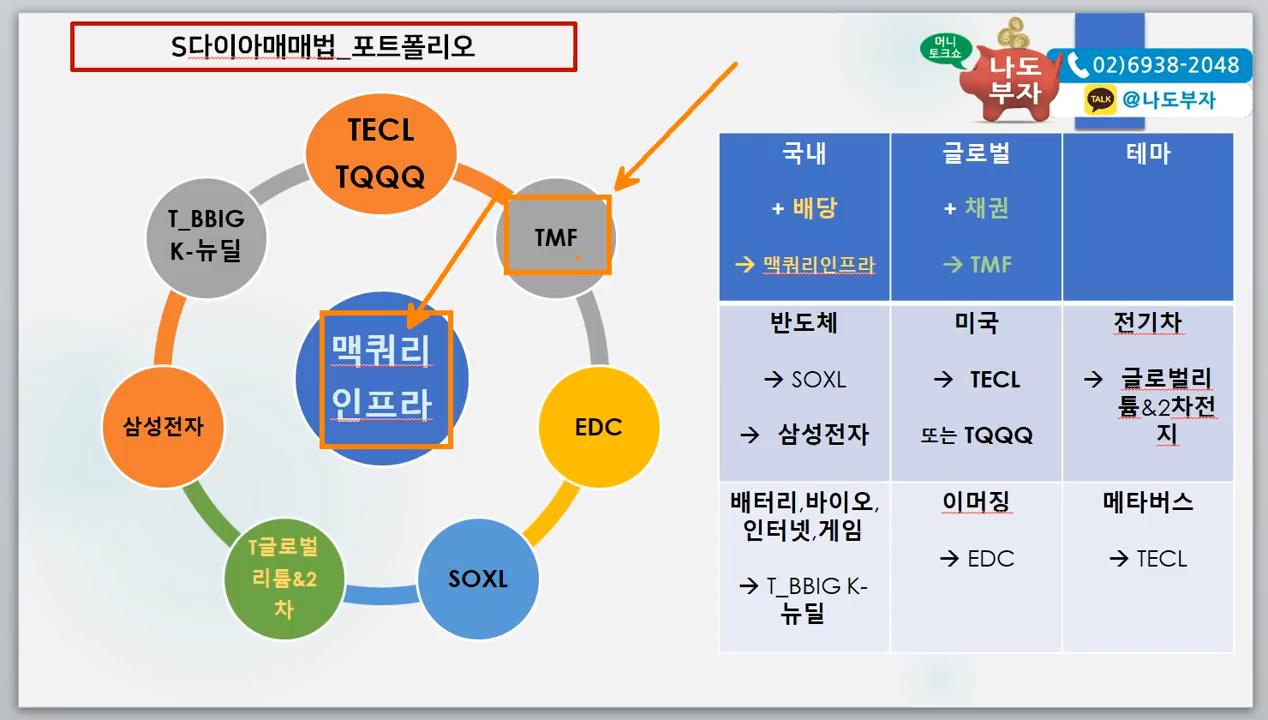 S다이아매매법_포트폴리오
머니
토크쇼
나도
부자
02)6938-2048
TALK
@나도부자
TECL
TQQQ
TMF
EDC
SOXL
T글로벌
리튬&2
차
삼성전자
T_BBIG
K-뉴딜
맥쿼리
인프라
국내
+ 배당
→ 맥쿼리인프라
글로벌
+ 채권
→ TMF
테마
반도체
→ SOXL
→ 삼성전자
미국
→ TECL
또는 TQQQ
전기차
→ 글로벌리
튬&2차전
지
배터리,바이오,
인터넷,게임
→ T_BBIG K-
뉴딜
이머징
→ EDC
메타버스
→ TECL